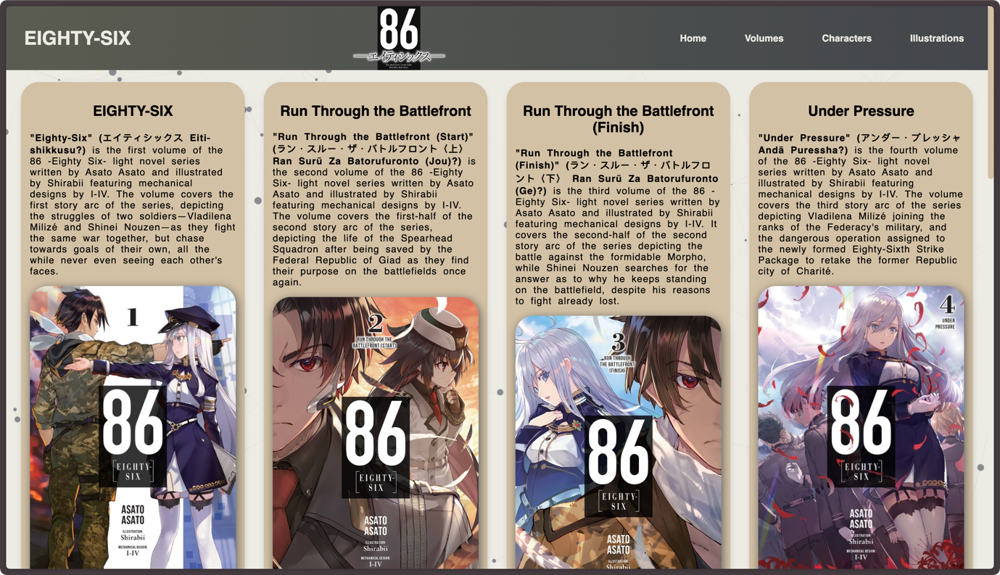 EIGHTY-SIX
86
エイティシックス
Home
Volumes
Characters
Illustrations
EIGHTY-SIX
"Eighty-Six" (エイティシックス Eiti-
shikkusu?) is the first volume of the
86 -Eighty Six- light novel series
written by Asato Asato and illustrated
by Shirabii featuring mechanical
designs by I-IV. The volume covers the
first story arc of the series, depicting
the struggles of two soldiers—Vladilena
Milizé and Shinei Nouzen—as they fight
the same war together, but chase
towards goals of their own, all the
while never even seeing each other's
faces.
1
86
[EIGHTY-
SIX]
ASATO
ASATO
ILLUSTRATION:
Shirabii
MECHANICAL DESIGN:
I-IV
Run Through the Battlefront
"Run Through the Battlefront (Start)"
(ラン・スルー・ザ・バトルフロント〈上〉
Ran Surū Za Batorufuronto (Jou)?) is
the second volume of the 86 -Eighty
Six- light novel series written by Asato
Asato and illustrated by Shirabii
featuring mechanical designs by I-IV.
The volume covers the first-half of the
second story arc of the series,
depicting the life of the Spearhead
Squadron after being saved by the
Federal Republic of Giad as they find
their purpose on the battlefields once
again.
2
RUN THROUGH THE
BATTLEFRONT (START)
86
[EIGHTY-
SIX]
ASATO
ASATO
ILLUSTRATION:
Shirabii
MECHANICAL DESIGN:
I-IV
Run Through the Battlefront
(Finish)
"Run Through the Battlefront
(Finish)" (ラン・スルー・ザ・バトルフロ
ント〈下〉 Ran Surū Za Batorufuronto
(Ge)?) is the third volume of the 86 -
Eighty Six- light novel series written by
Asato Asato and illustrated by Shirabii
featuring mechanical designs by I-IV. It
covers the second-half of the second
story arc of the series depicting the
battle against the formidable Morpho,
while Shinei Nouzen searches for the
answer as to why he keeps standing
on the battlefield, despite his reasons
to fight already lost.
3
RUN THROUGH
THE BATTLEFRONT
(FINISH)
86
[EIGHTY-
SIX]
ASATO
ASATO
ILLUSTRATION:
Shirabii
Under Pressure
"Under Pressure" (アンダー・プレッシャ
Andā Puressha?) is the fourth volume
of the 86 -Eighty Six- light novel
series written by Asato Asato and
illustrated by Shirabii featuring
mechanical designs by I-IV. The volume
covers the third story arc of the series
depicting Vladilena Milizé joining the
ranks of the Federacy's military, and
the dangerous operation assigned to
the newly formed Eighty-Sixth Strike
Package to retake the former Republic
city of Charité.
4
UNDER
PRESSURE
86
[EIGHTY-
SIX]
ASATO
ASATO
ILLUSTRATION:
Shirabii
MECHANICAL DESIGN:
I-IV